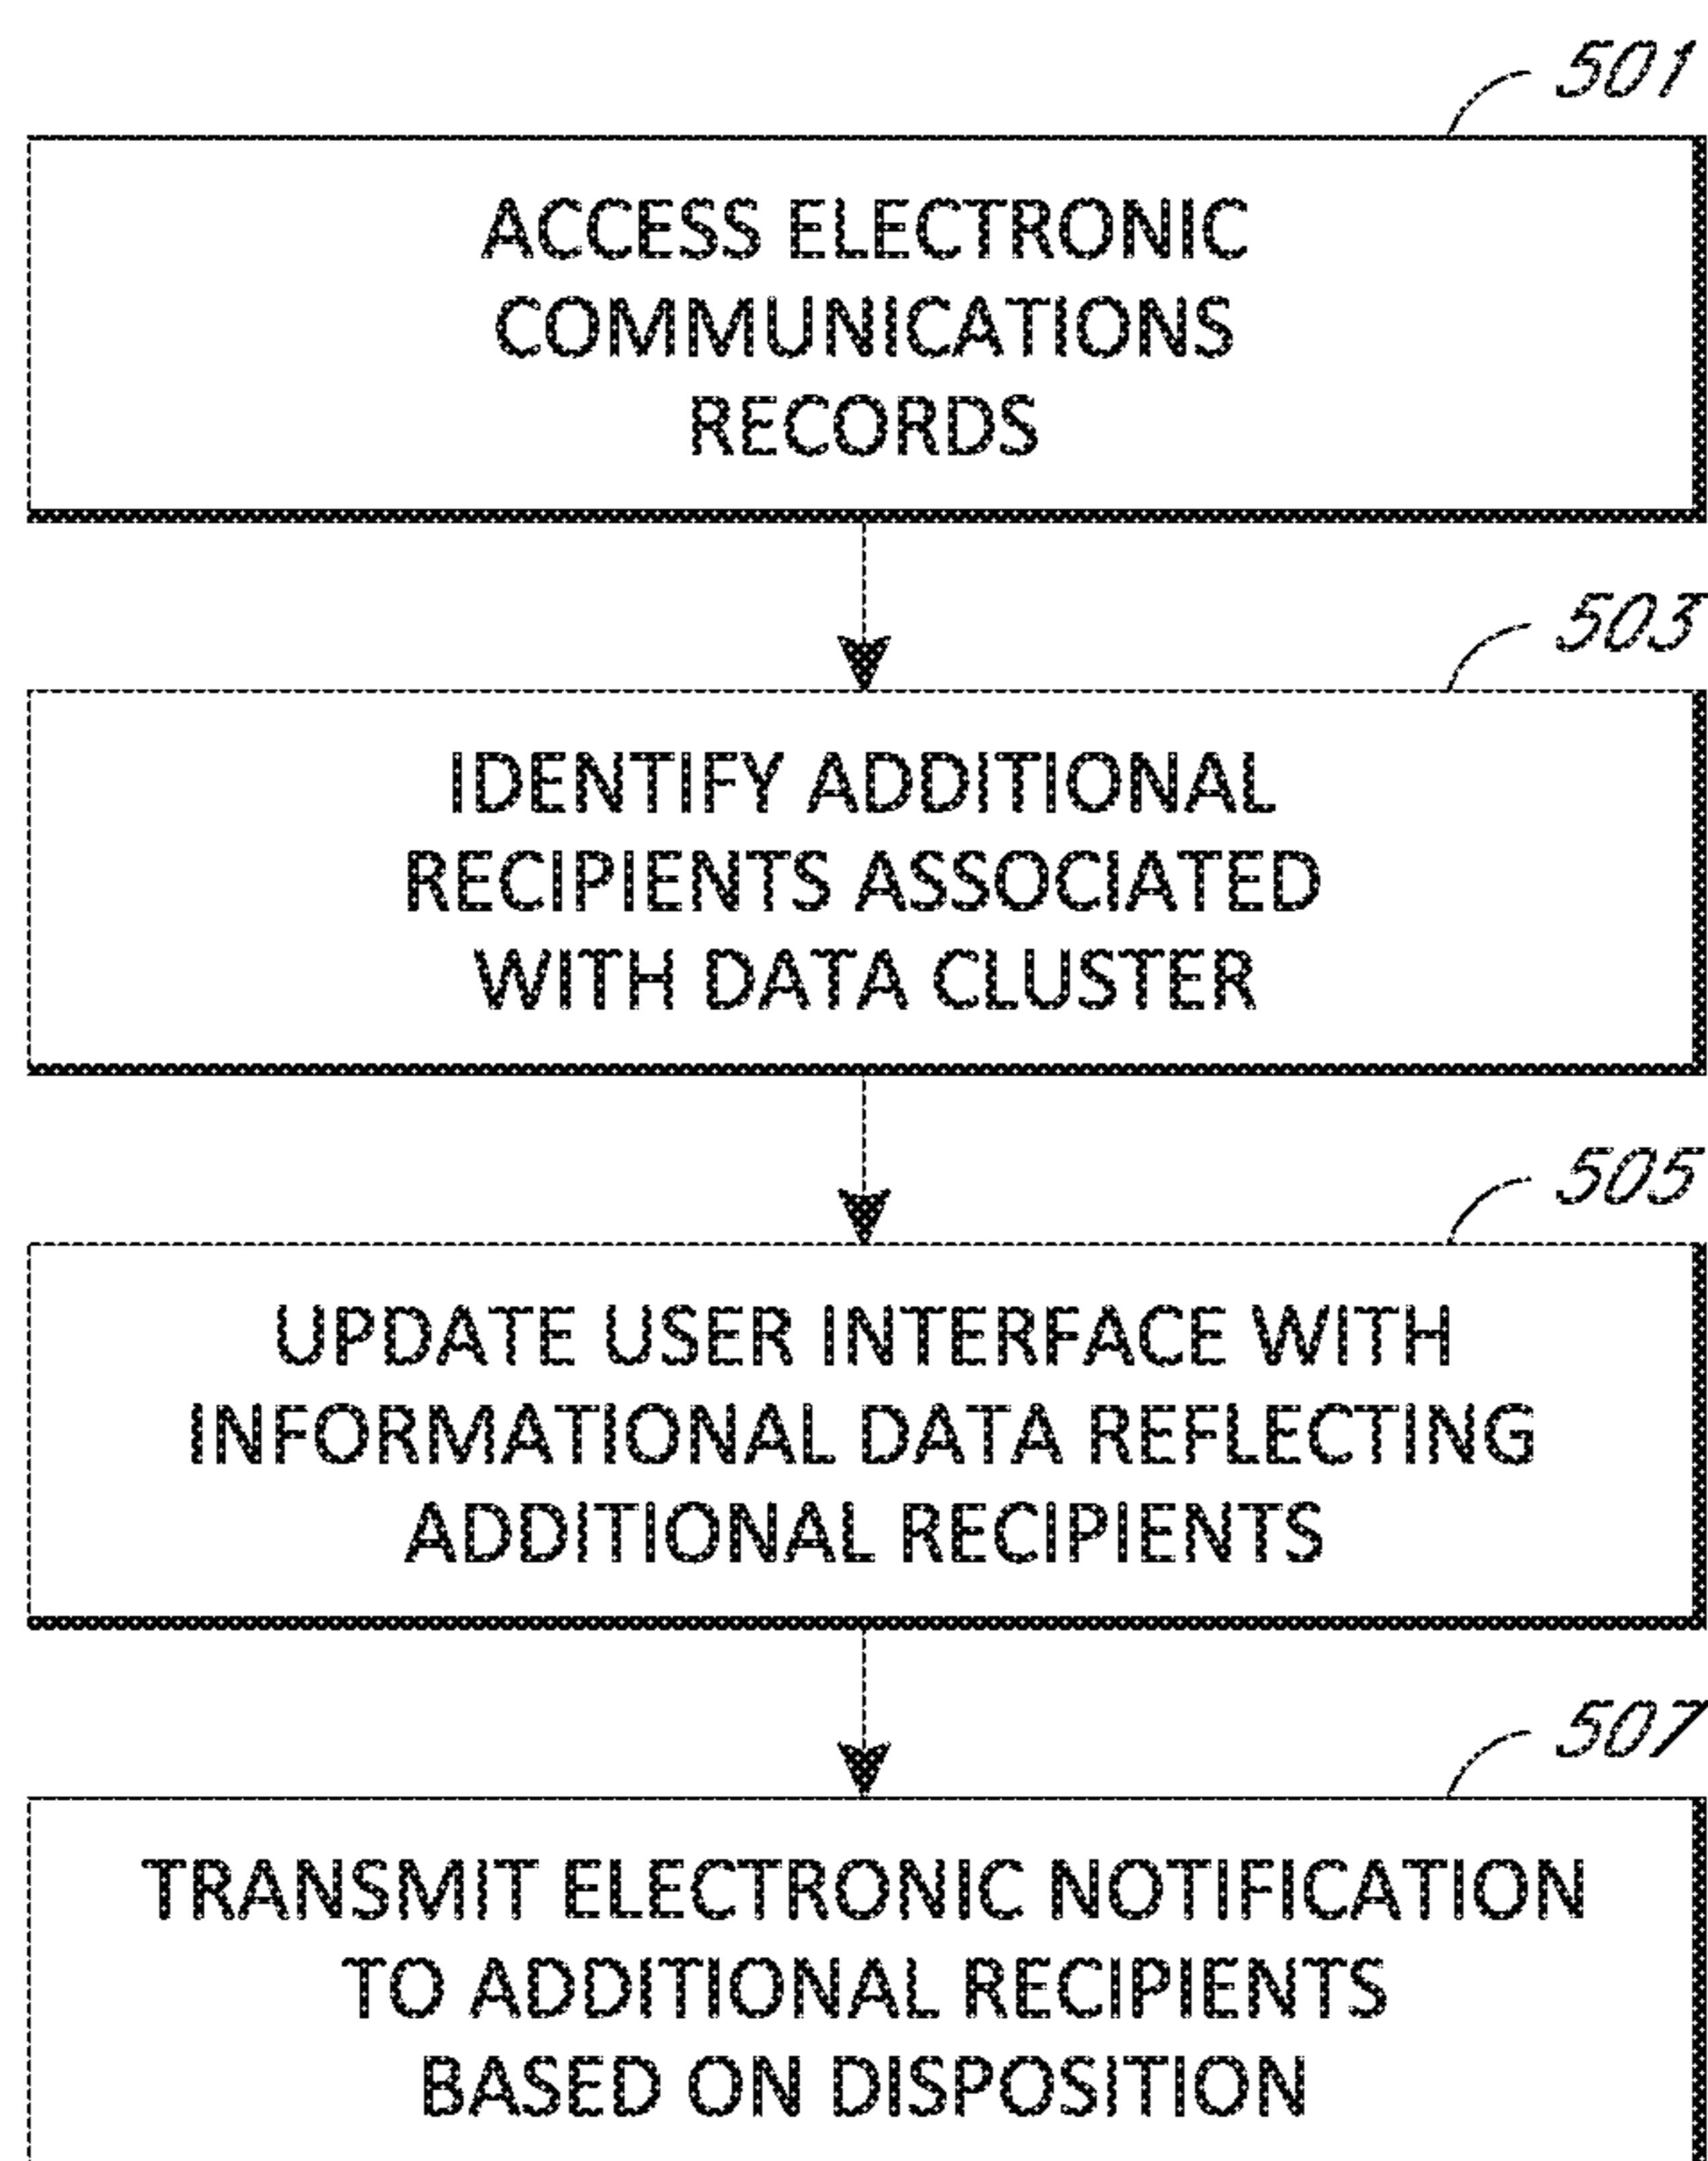 501
ACCESS ELECTRONIC
COMMUNICATIONS
RECORDS
503
IDENTIFY ADDITIONAL
RECIPIENTS ASSOCIATED
WITH DATA CLUSTER
505
UPDATE USER INTERFACE WITH
INFORMATIONAL DATA REFLECTING
ADDITIONAL RECIPIENTS
507
TRANSMIT ELECTRONIC NOTIFICATION
TO ADDITIONAL RECIPIENTS
BASED ON DISPOSITION